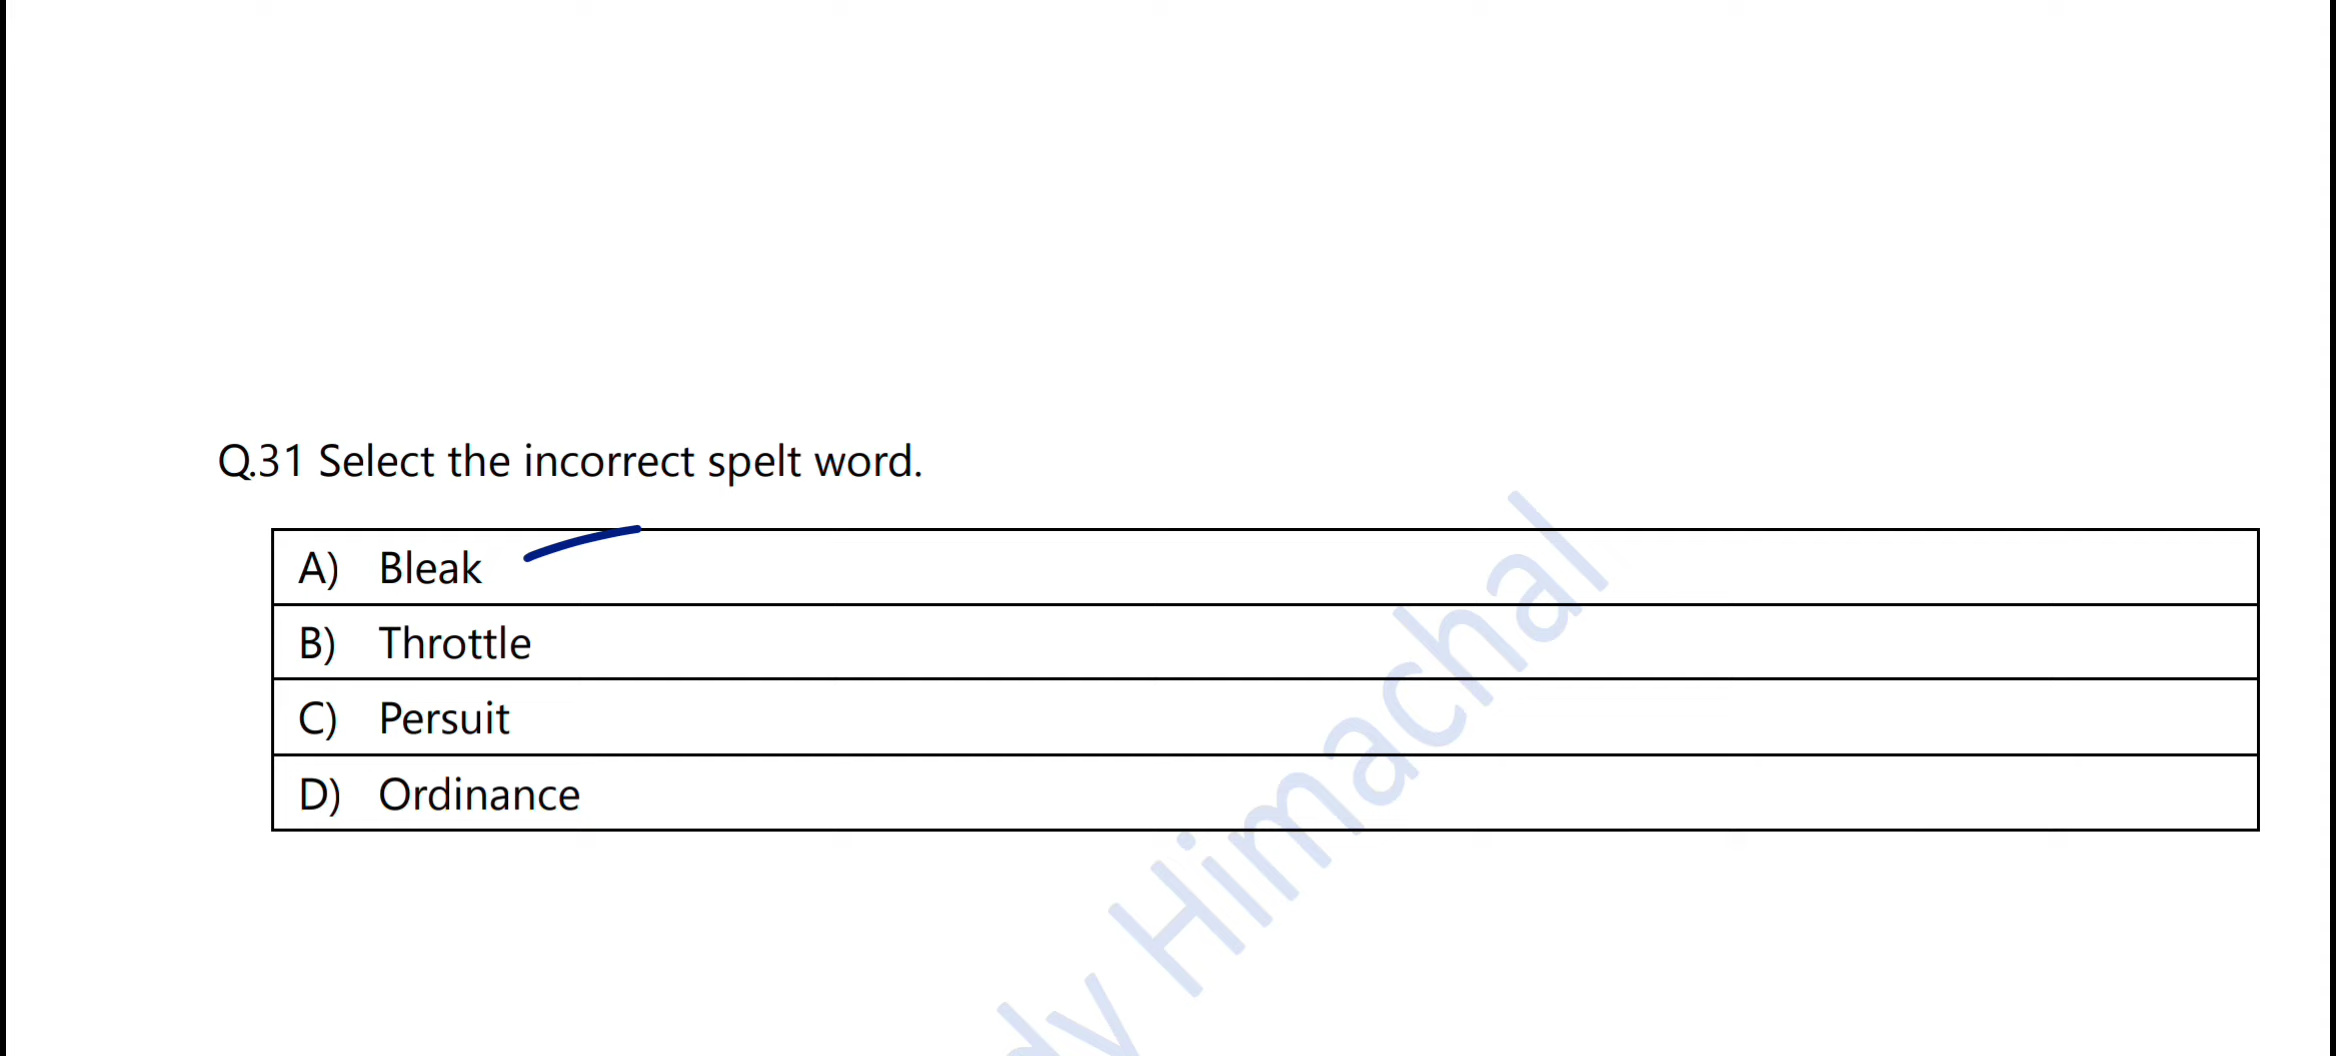 Q.31 Select the incorrect spelt word.
A) Bleak
B) Throttle
C) Persuit
D) Ordinance
Himachal